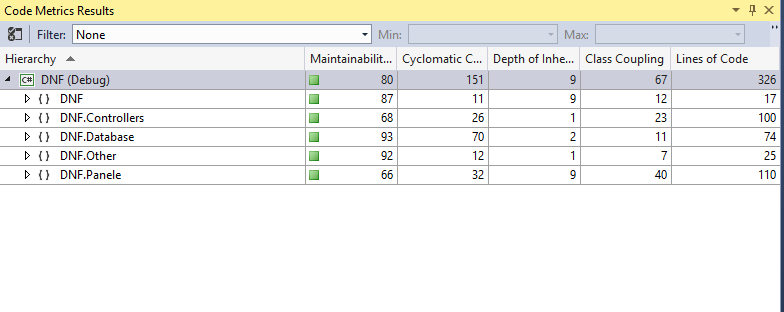 Code Metrics Results
Filter: None Min: Max:
Hierarchy Maintainabilit... Cyclomatic C... Depth of Inhe... Class Coupling Lines of Code
C# DNF (Debug) 80 151 9 67 326
{ } DNF 87 11 9 12 17
{ } DNF.Controllers 68 26 1 23 100
{ } DNF.Database 93 70 2 11 74
{ } DNF.Other 92 12 1 7 25
{ } DNF.Panele 66 32 9 40 110